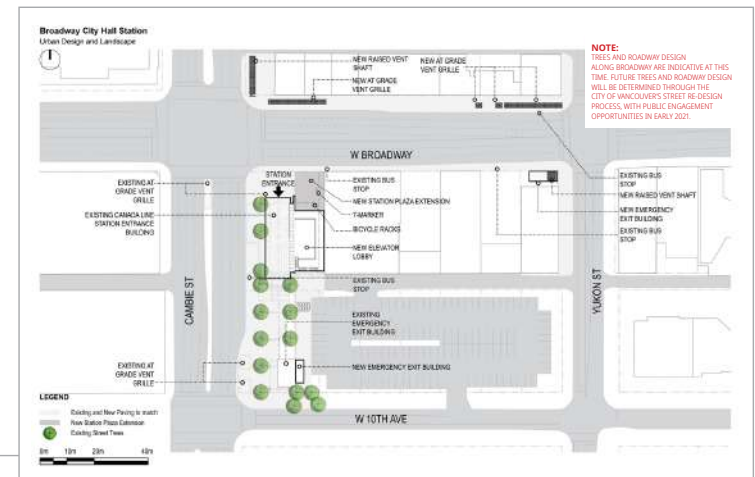 Broadway City Hall Station
Urban Design and Landscape
NOTE:
TREES AND ROADWAY DESIGN
ALONG BROADWAY ARE INDICATIVE AT THIS
TIME. FUTURE TREES AND ROADWAY DESIGN
WILL BE DETERMINED THROUGH THE
CITY OF VANCOUVER'S STREET RE-DESIGN
PROCESS, WITH PUBLIC ENGAGEMENT
OPPORTUNITIES IN EARLY 2021.
NEW RAISED VENT
SHAFT
NEW AT GRADE
VENT GRILLE
NEW AT GRADE
VENT GRILLE
W BROADWAY
STATION
ENTRANCE
EXISTING AT
GRADE VENT
GRILLE
EXISTING CANADA LINE
STATION ENTRANCE
BUILDING
EXISTING BUS
STOP
NEW STATION PLAZA EXTENSION
T-MARKER
BICYCLE RACKS
NEW ELEVATOR
LOBBY
EXISTING BUS
STOP
EXISTING BUS
STOP
NEW RAISED VENT SHAFT
NEW EMERGENCY
EXIT BUILDING
EXISTING BUS
STOP
CAMBIE ST
YUKON ST
EXISTING
EMERGENCY
EXIT BUILDING
NEW EMERGENCY EXIT BUILDING
EXISTING AT
GRADE VENT
GRILLE
W 10TH AVE
LEGEND
Existing and New Paving to match
New Station Plaza Extension
Existing Street Trees
0m 10m 20m 40m